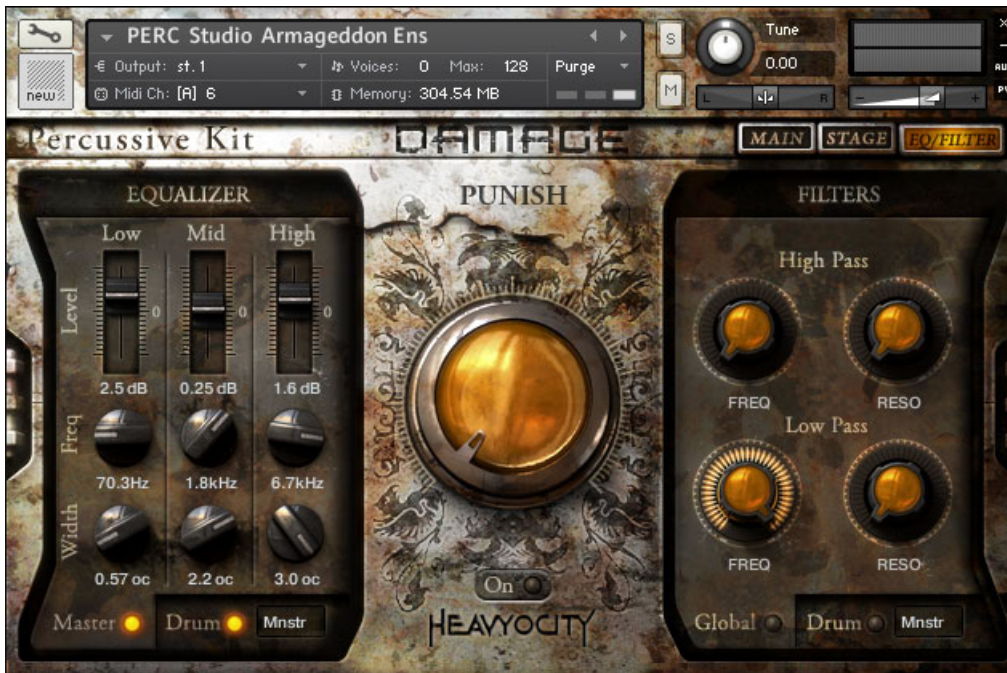 PERC Studio Armageddon Ens
S
Tune
0.00
Output: st.1
Voices: 0 Max: 128
Purge
new
Midi Ch: [A] 6
Memory: 304.54 MB
M
L R
- +
AU
PV
Percussive Kit
DAMAGE
MAIN STAGE EQ/FILTER
EQUALIZER
Low Mid High
Level
0 0 0
2.5 dB 0.25 dB 1.6 dB
Freq
70.3Hz 1.8kHz 6.7kHz
Width
0.57 oc 2.2 oc 3.0 oc
Master Drum Mnstr
PUNISH
On
HEAVYOCITY
FILTERS
High Pass
FREQ RESO
Low Pass
FREQ RESO
Global Drum Mnstr